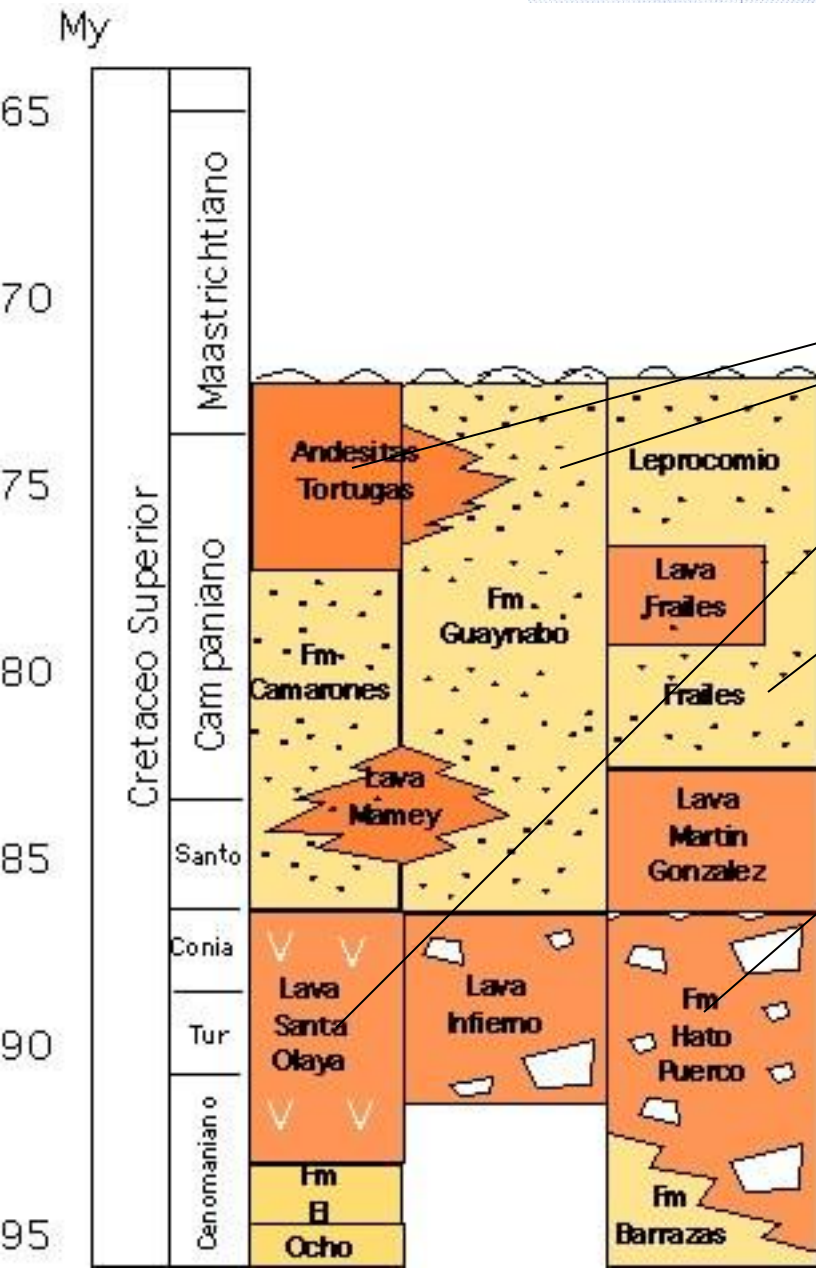 My
65
70
75
80
85
90
95
Cretaceo Superior
Maastrichtiano
Campaniano
Santo
Conia
Tur
Cenomaniano
Andesitas
Tortugas
Fm
Camarones
Lava
Mamey
Lava
Santa
Olaya
Fm
El
Ocho
Fm
Guaynabo
Lava
Infierno
Leprocomio
Lava
Frailes
Frailes
Lava
Martin
Gonzalez
Fm
Hato
Puerco
Fm
Barrazas